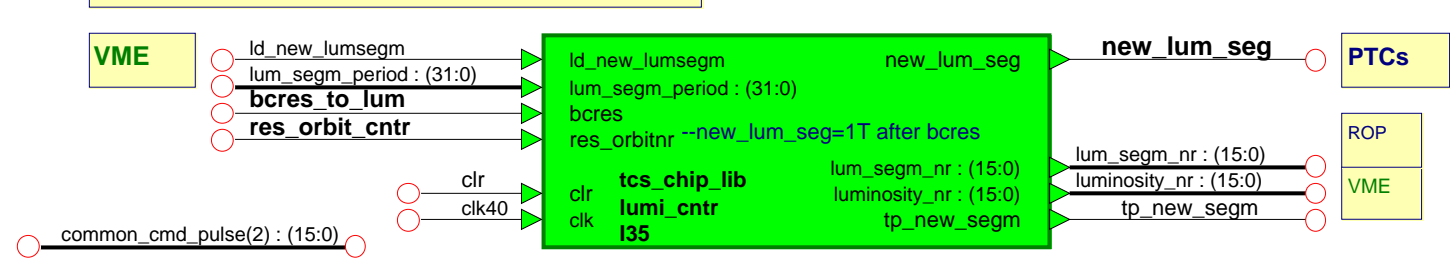 VME
ld_new_lumsegm
lum_segm_period : (31:0)
bcres_to_lum
res_orbit_cntr
clr
clk40
common_cmd_pulse(2) : (15:0)
ld_new_lumsegm
new_lum_seg
lum_segm_period : (31:0)
bcres
res_orbitnr --new_lum_seg=1T after bcres
lum_segm_nr : (15:0)
clr
tcs_chip_lib
luminosity_nr : (15:0)
lumi_cntr
clk
tp_new_segm
I35
new_lum_seg
PTCs
lum_segm_nr : (15:0)
ROP
luminosity_nr : (15:0)
VME
tp_new_segm